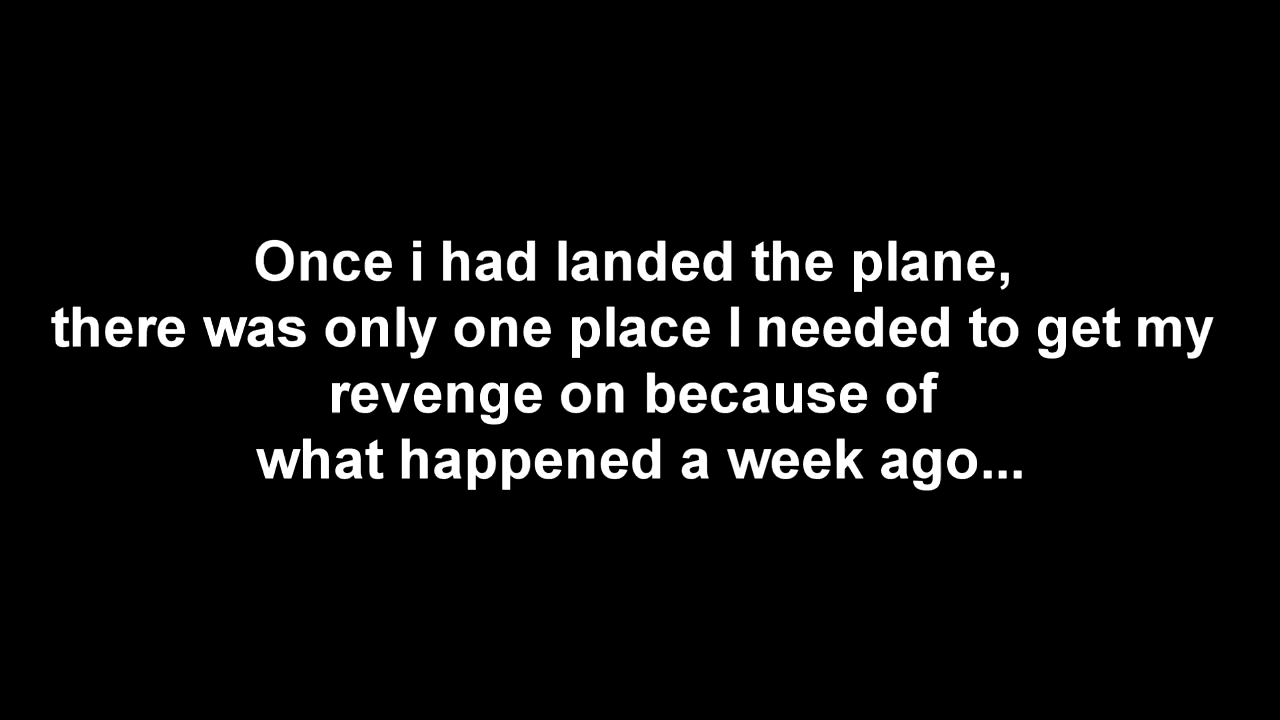 Once i had landed the plane,
there was only one place I needed to get my
revenge on because of
what happened a week ago...